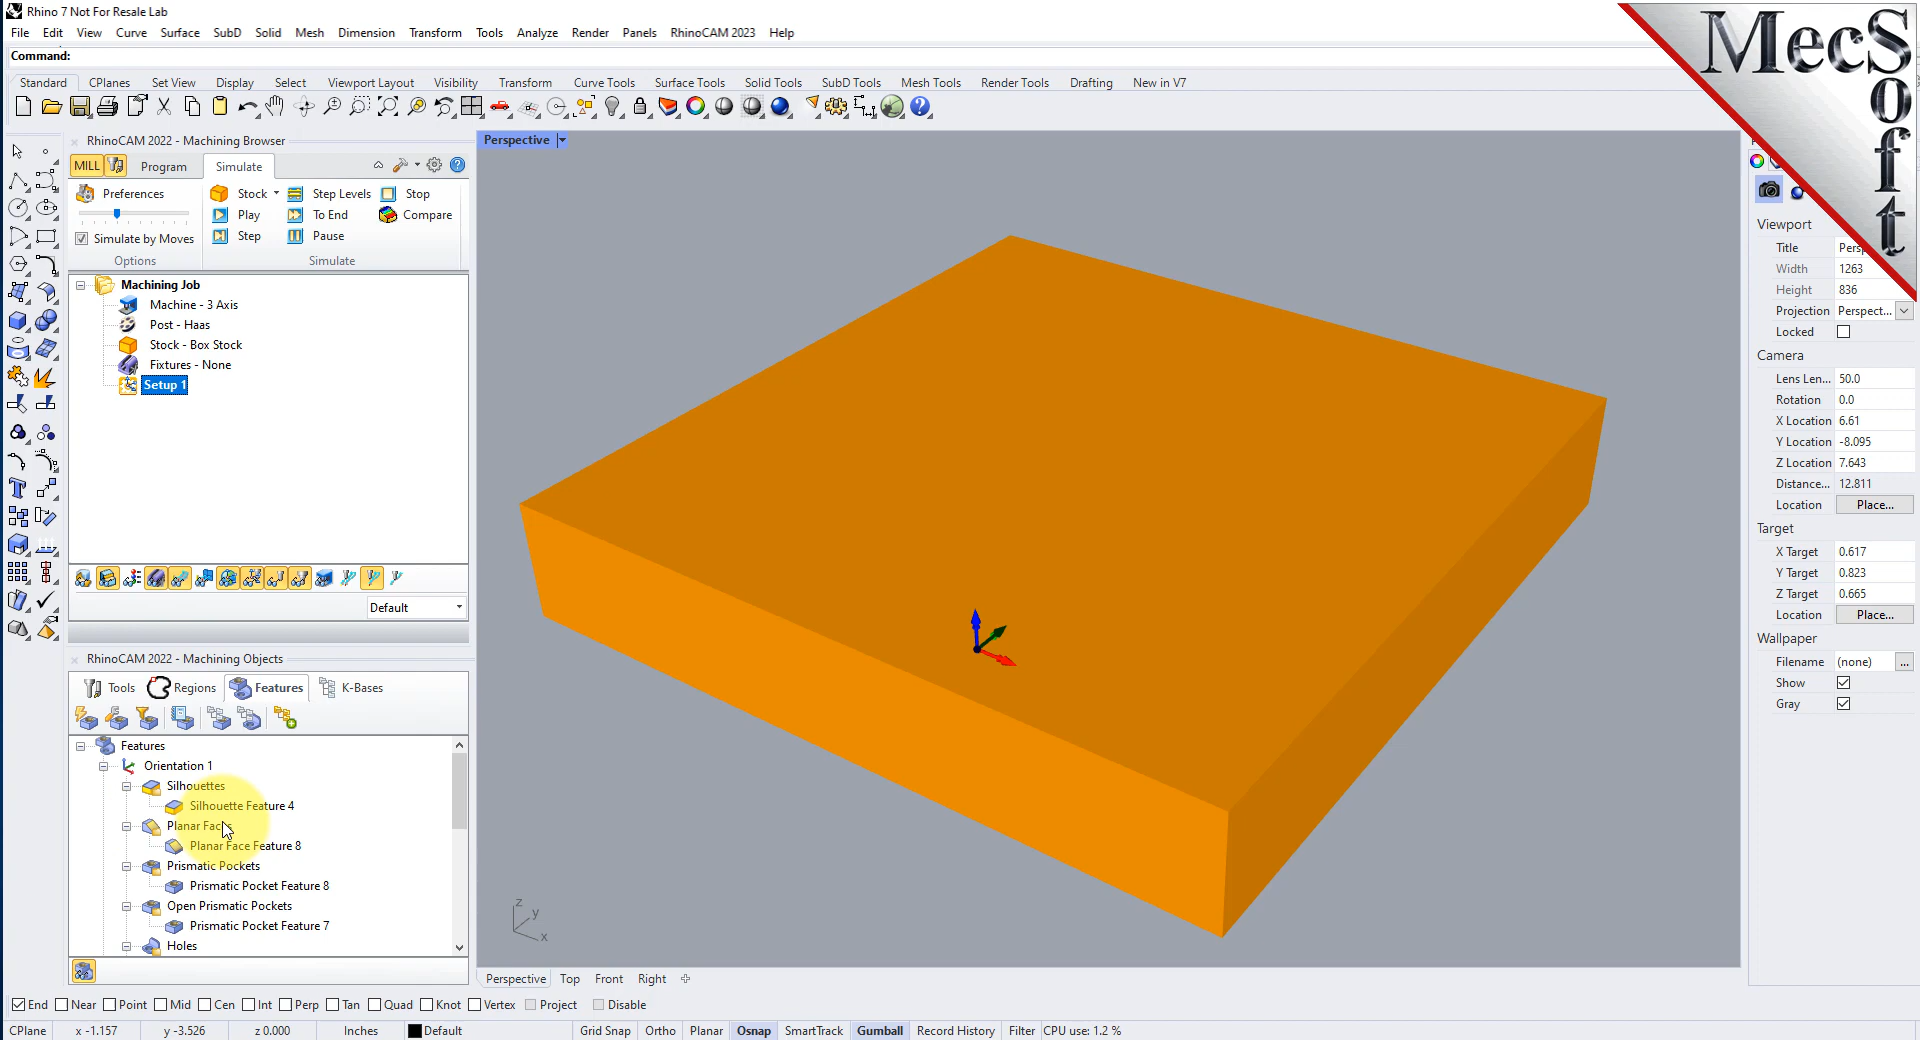 Rhino 7 Not For Resale Lab
File Edit View Curve Surface SubD Solid Mesh Dimension Transform Tools Analyze Render Panels RhinoCAM 2023 Help
Command:
Standard CPlanes Set View Display Select Viewport Layout Visibility Transform Curve Tools Surface Tools Solid Tools SubD Tools Mesh Tools Render Tools Drafting New in V7
MecSoft
RhinoCAM 2022 - Machining Browser
MILL Program Simulate
Preferences
Simulate by Moves
Options
Stock Step Levels Stop
Play To End Compare
Step Pause
Simulate
Machining Job
Machine - 3 Axis
Post - Haas
Stock - Box Stock
Fixtures - None
Setup 1
Default
RhinoCAM 2022 - Machining Objects
Tools Regions Features K-Bases
Features
Orientation 1
Silhouettes
Silhouette Feature 4
Planar Faces
Planar Face Feature 8
Prismatic Pockets
Prismatic Pocket Feature 8
Open Prismatic Pockets
Prismatic Pocket Feature 7
Holes
Perspective
z
y
x
Perspective Top Front Right
Viewport
Title
Width 1263
Height 836
Projection Perspect...
Locked
Camera
Lens Len... 50.0
Rotation 0.0
X Location 6.61
Y Location -8.095
Z Location 7.643
Distance... 12.811
Location Place...
Target
X Target 0.617
Y Target 0.823
Z Target 0.665
Location Place...
Wallpaper
Filename (none) ...
Show
Gray
End Near Point Mid Cen Int Perp Tan Quad Knot Vertex Project Disable
CPlane x -1.157 y -3.526 z 0.000 Inches Default Grid Snap Ortho Planar Osnap SmartTrack Gumball Record History Filter CPU use: 1.2 %